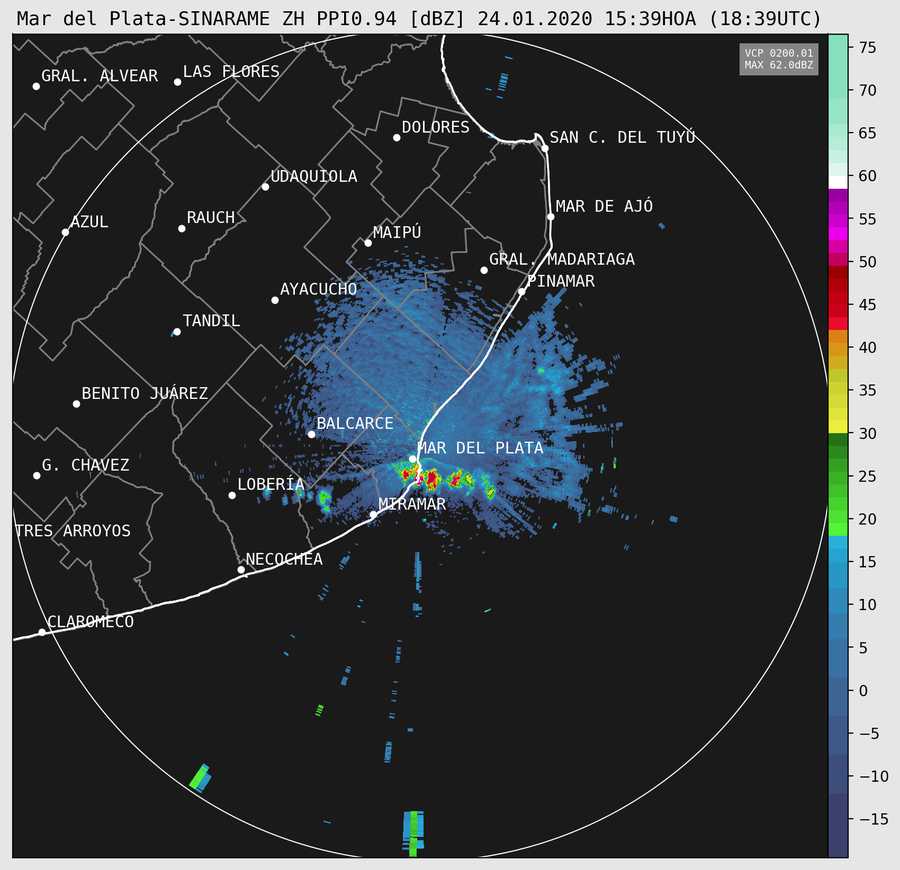 Mar del Plata-SINARAME ZH PPI0.94 [dBZ] 24.01.2020 15:39HOA (18:39UTC)
VCP 0200.01
MAX 62.0dBZ
GRAL. ALVEAR
LAS FLORES
DOLORES
SAN C. DEL TUYÚ
UDAQUIOLA
MAR DE AJÓ
AZUL
RAUCH
MAIPÚ
GRAL. MADARIAGA
PINAMAR
AYACUCHO
TANDIL
BENITO JUÁREZ
BALCARCE
MAR DEL PLATA
G. CHAVEZ
LOBERÍA
MIRAMAR
TRES ARROYOS
NECOCHEA
CLAROMECO
75
70
65
60
55
50
45
40
35
30
25
20
15
10
5
0
−5
−10
−15